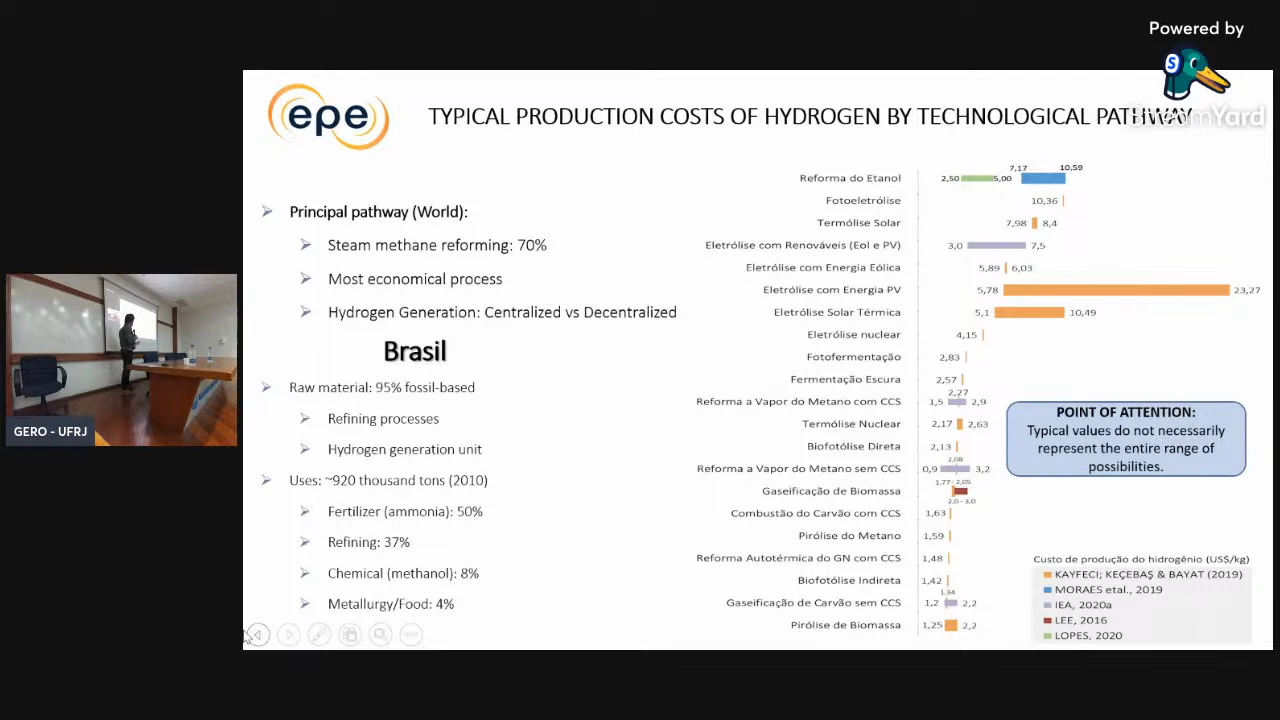 Powered by
S
StreamYard
epe
TYPICAL PRODUCTION COSTS OF HYDROGEN BY TECHNOLOGICAL PATHWAY
Principal pathway (World):
Steam methane reforming: 70%
Most economical process
Hydrogen Generation: Centralized vs Decentralized
Brasil
Raw material: 95% fossil-based
Refining processes
Hydrogen generation unit
Uses: ~920 thousand tons (2010)
Fertilizer (ammonia): 50%
Refining: 37%
Chemical (methanol): 8%
Metallurgy/Food: 4%
Reforma do Etanol 2,50 5,00 7,17 10,59
Fotoeletrólise 10,36
Termólise Solar 7,98 8,4
Eletrólise com Renováveis (Eol e PV) 3,0 7,5
Eletrólise com Energia Eólica 5,89 6,03
Eletrólise com Energia PV 5,78 23,27
Eletrólise Solar Térmica 5,1 10,49
Eletrólise nuclear 4,15
Fotofermentação 2,83
Fermentação Escura 2,57
Reforma a Vapor do Metano com CCS 1,5 2,27 2,9
Termólise Nuclear 2,17 2,63
Biofotólise Direta 2,13
Reforma a Vapor do Metano sem CCS 0,9 2,08 3,2
Gaseificação de Biomassa 1,77 - 2,05 2,0 - 3,0
Combustão do Carvão com CCS 1,63
Pirólise do Metano 1,59
Reforma Autotérmica do GN com CCS 1,48
Biofotólise Indireta 1,42
Gaseificação de Carvão sem CCS 1,2 1,34 2,2
Pirólise de Biomassa 1,25 2,2
POINT OF ATTENTION:
Typical values do not necessarily
represent the entire range of
possibilities.
Custo de produção do hidrogênio (US$/kg)
KAYFECI; KEÇEBAŞ & BAYAT (2019)
MORAES etal., 2019
IEA, 2020a
LEE, 2016
LOPES, 2020
GERO - UFRJ